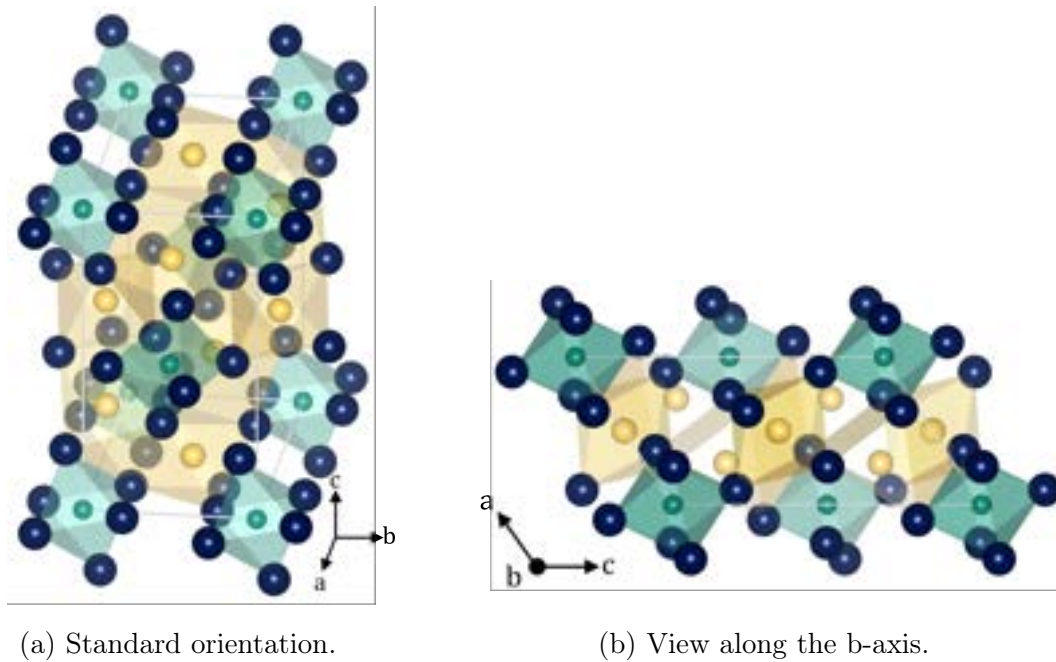 c
b
a
a
b
c
(a) Standard orientation.
(b) View along the b-axis.